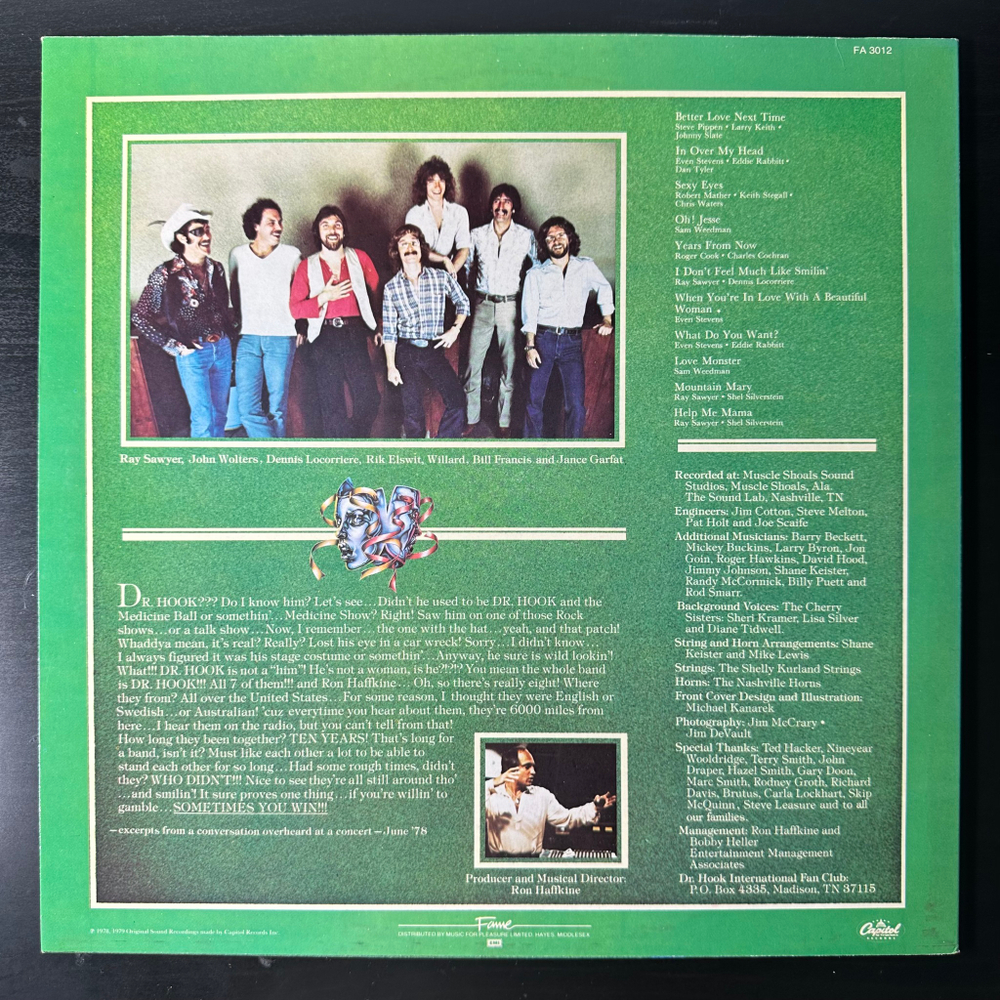 FA 3012
Better Love Next Time
Steve Pippen • Larry Keith •
Johnny Slate
In Over My Head
Even Stevens • Eddie Rabbitt •
Dan Tyler
Sexy Eyes
Robert Mather • Keith Stegall •
Chris Waters
Oh! Jesse
Sam Weedman
Years From Now
Roger Cook • Charles Cochran
I Don't Feel Much Like Smilin'
Ray Sawyer • Dennis Locorriere
When You're In Love With A Beautiful
Woman •
Even Stevens
What Do You Want?
Even Stevens • Eddie Rabbitt
Love Monster
Sam Weedman
Mountain Mary
Ray Sawyer • Shel Silverstein
Help Me Mama
Ray Sawyer • Shel Silverstein
Ray Sawyer, John Wolters, Dennis Locorriere, Rik Elswit, Willard, Bill Francis and Jance Garfat
DR. HOOK??? Do I know him? Let's see...Didn't he used to be DR. HOOK and the
Medicine Ball or somethin'...Medicine Show? Right! Saw him on one of those Rock
shows...or a talk show...Now, I remember...the one with the hat...yeah, and that patch!
Whaddya mean, it's real? Really? Lost his eye in a car wreck! Sorry...I didn't know...
I always figured it was his stage costume or somethin'...Anyway, he sure is wild lookin'!
What!!! DR. HOOK is not a "him"! He's not a woman, is he?!?!? You mean the whole band
is DR. HOOK!!! All 7 of them!!! and Ron Haffkine... Oh, so there's really eight! Where
they from? All over the United States...For some reason, I thought they were English or
Swedish...or Australian! 'cuz everytime you hear about them, they're 6000 miles from
here...I hear them on the radio, but you can't tell from that!
How long they been together? TEN YEARS! That's long for
a band, isn't it? Must like each other a lot to be able to
stand each other for so long...Had some rough times, didn't
they? WHO DIDN'T!!! Nice to see they're all still around tho'
...and smilin'! It sure proves one thing...if you're willin' to
gamble...SOMETIMES YOU WIN!!!
—excerpts from a conversation overheard at a concert—June '78
Producer and Musical Director:
Ron Haffkine
Recorded at: Muscle Shoals Sound
Studios, Muscle Shoals, Ala.
The Sound Lab, Nashville, TN
Engineers: Jim Cotton, Steve Melton,
Pat Holt and Joe Scaife
Additional Musicians: Barry Beckett,
Mickey Buckins, Larry Byron, Jon
Goin, Roger Hawkins, David Hood,
Jimmy Johnson, Shane Keister,
Randy McCormick, Billy Puett and
Rod Smarr.
Background Voices: The Cherry
Sisters: Sheri Kramer, Lisa Silver
and Diane Tidwell.
String and Horn Arrangements: Shane
Keister and Mike Lewis
Strings: The Shelly Kurland Strings
Horns: The Nashville Horns
Front Cover Design and Illustration:
Michael Kanarek
Photography: Jim McCrary •
Jim DeVault
Special Thanks: Ted Hacker, Nineyear
Wooldridge, Terry Smith, John
Draper, Hazel Smith, Gary Doon,
Marc Smith, Rodney Groth, Richard
Davis, Brutus, Carla Lockhart, Skip
McQuinn, Steve Leasure and to all
our families.
Management: Ron Haffkine and
Bobby Heller
Entertainment Management
Associates
Dr. Hook International Fan Club:
P.O. Box 4335, Madison, TN 37115
℗ 1978, 1979 Original Sound Recordings made by Capitol Records Inc
Fame
DISTRIBUTED BY MUSIC FOR PLEASURE LIMITED, HAYES, MIDDLESEX
EMI
Capitol
RECORDS